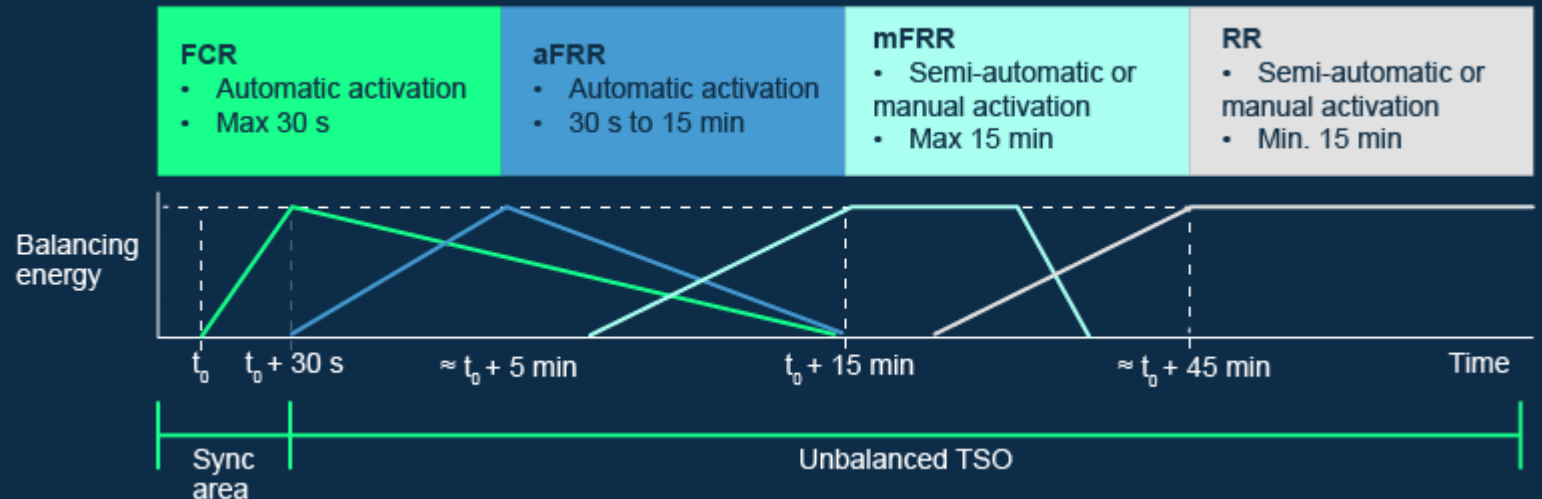 FCR
• Automatic activation
• Max 30 s
aFRR
• Automatic activation
• 30 s to 15 min
mFRR
• Semi-automatic or
manual activation
• Max 15 min
RR
• Semi-automatic or
manual activation
• Min. 15 min
Balancing
energy
t₀
t₀ + 30 s
≈ t₀ + 5 min
t₀ + 15 min
≈ t₀ + 45 min
Time
Sync
area
Unbalanced TSO